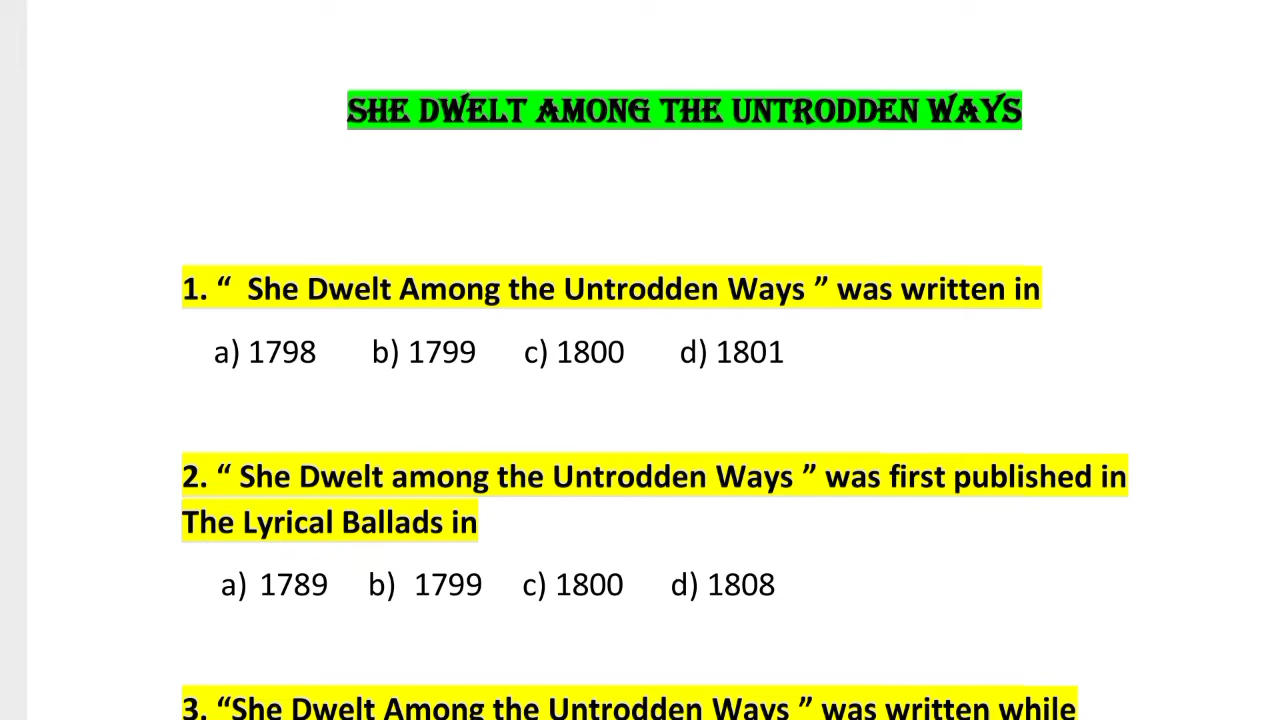 SHE DWELT AMONG THE UNTRODDEN WAYS
1. “  She Dwelt Among the Untrodden Ways ” was written in
a) 1798 b) 1799 c) 1800 d) 1801
2. “ She Dwelt among the Untrodden Ways ” was first published in
The Lyrical Ballads in
a) 1789 b) 1799 c) 1800 d) 1808
3. “She Dwelt Among the Untrodden Ways ” was written while